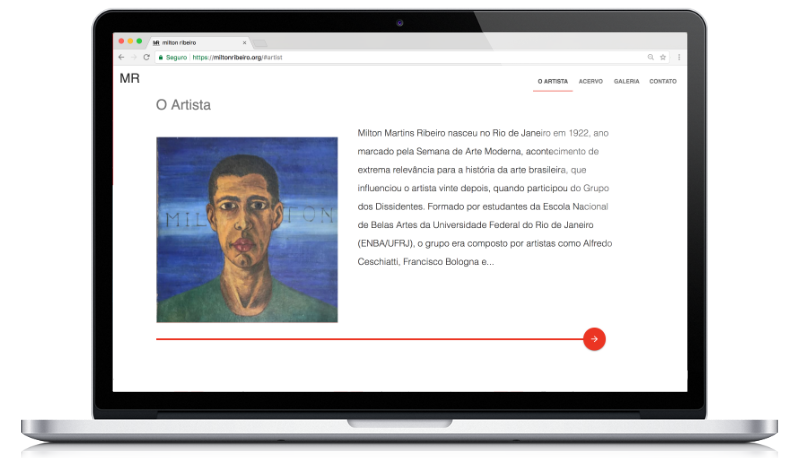 MR milton ribeiro
Seguro https://miltonribeiro.org/#artist
MR
O ARTISTA ACERVO GALERIA CONTATO
O Artista
MILTON
Milton Martins Ribeiro nasceu no Rio de Janeiro em 1922, ano
marcado pela Semana de Arte Moderna, acontecimento de
extrema relevância para a história da arte brasileira, que
influenciou o artista vinte depois, quando participou do Grupo
dos Dissidentes. Formado por estudantes da Escola Nacional
de Belas Artes da Universidade Federal do Rio de Janeiro
(ENBA/UFRJ), o grupo era composto por artistas como Alfredo
Ceschiatti, Francisco Bologna e...